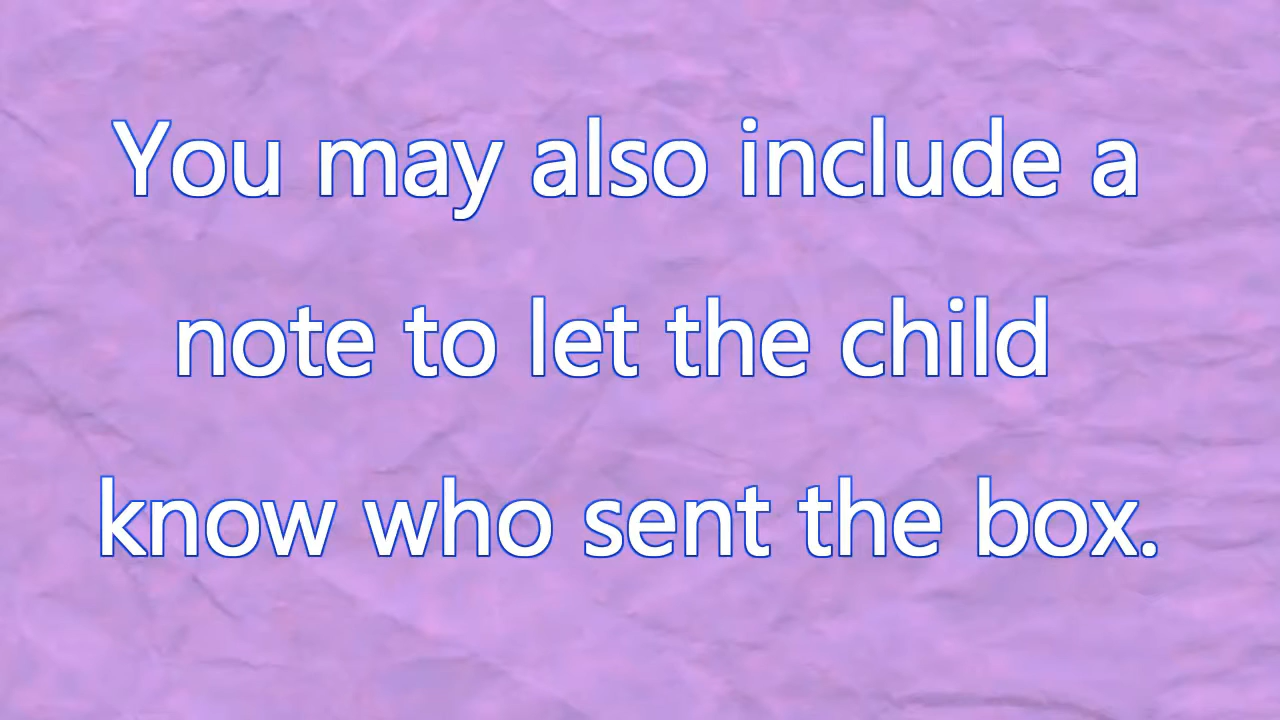 You may also include a
note to let the child
know who sent the box.